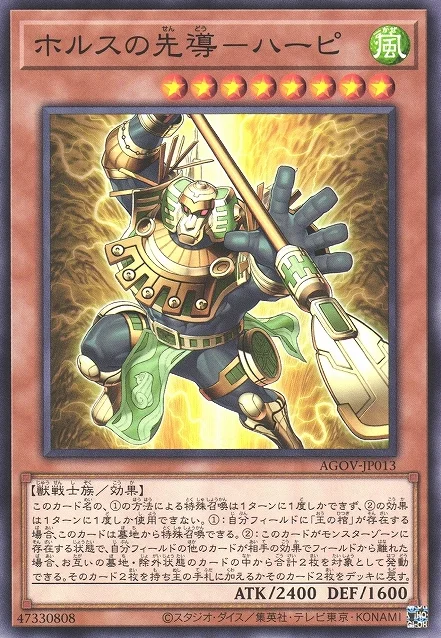 ホルスの先導－ハーピ
風
AGOV-JP013
【獣戦士族／効果】
このカード名の、①の方法による特殊召喚は1ターンに1度しかできず、②の効果
は1ターンに1度しか使用できない。①：自分フィールドに「王の棺」が存在する
場合、このカードは墓地から特殊召喚できる。②：このカードがモンスターゾーンに
存在する状態で、自分フィールドの他のカードが相手の効果でフィールドから離れた
場合、お互いの墓地・除外状態のカードの中から合計2枚を対象として発動
できる。そのカード2枚を持ち主の手札に加えるかそのカード2枚をデッキに戻す。
ATK/2400 DEF/1600
47330808
©スタジオ・ダイス／集英社・テレビ東京・KONAMI